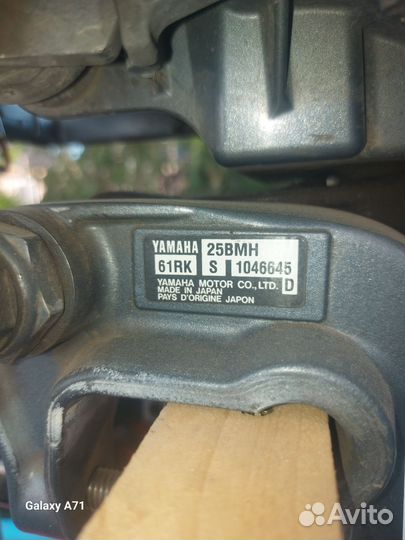 YAMAHA 25BMH
61RK S 1046645
YAMAHA MOTOR CO., LTD. D
MADE IN JAPAN
PAYS D'ORIGINE JAPON
Galaxy A71
Avito